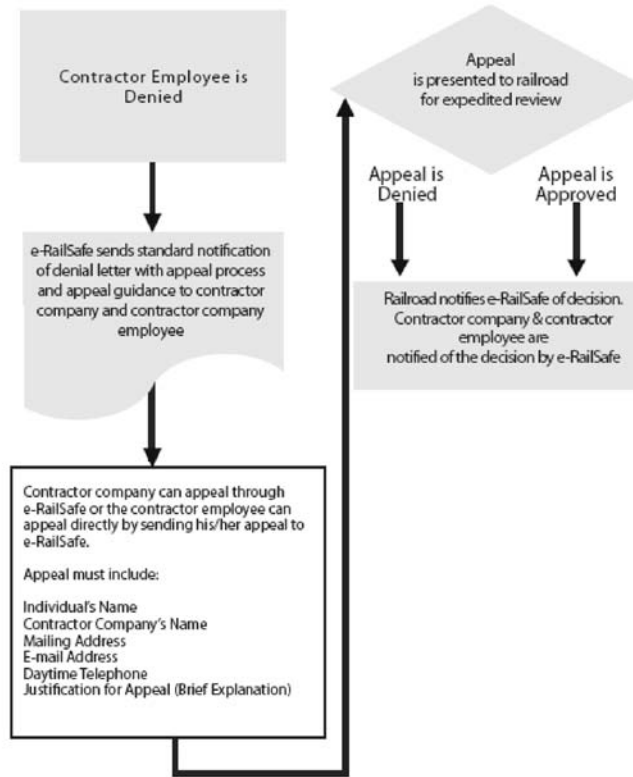 Contractor Employee is
Denied
e-RailSafe sends standard notification
of denial letter with appeal process
and appeal guidance to contractor
company and contractor company
employee
Contractor company can appeal through
e-RailSafe or the contractor employee can
appeal directly by sending his/her appeal to
e-RailSafe.
Appeal must include:
Individual's Name
Contractor Company's Name
Mailing Address
E-mail Address
Daytime Telephone
Justification for Appeal (Brief Explanation)
Appeal
is presented to railroad
for expedited review
Appeal is
Denied
Appeal is
Approved
Railroad notifies e-RailSafe of decision.
Contractor company & contractor
employee are
notified of the decision by e-RailSafe